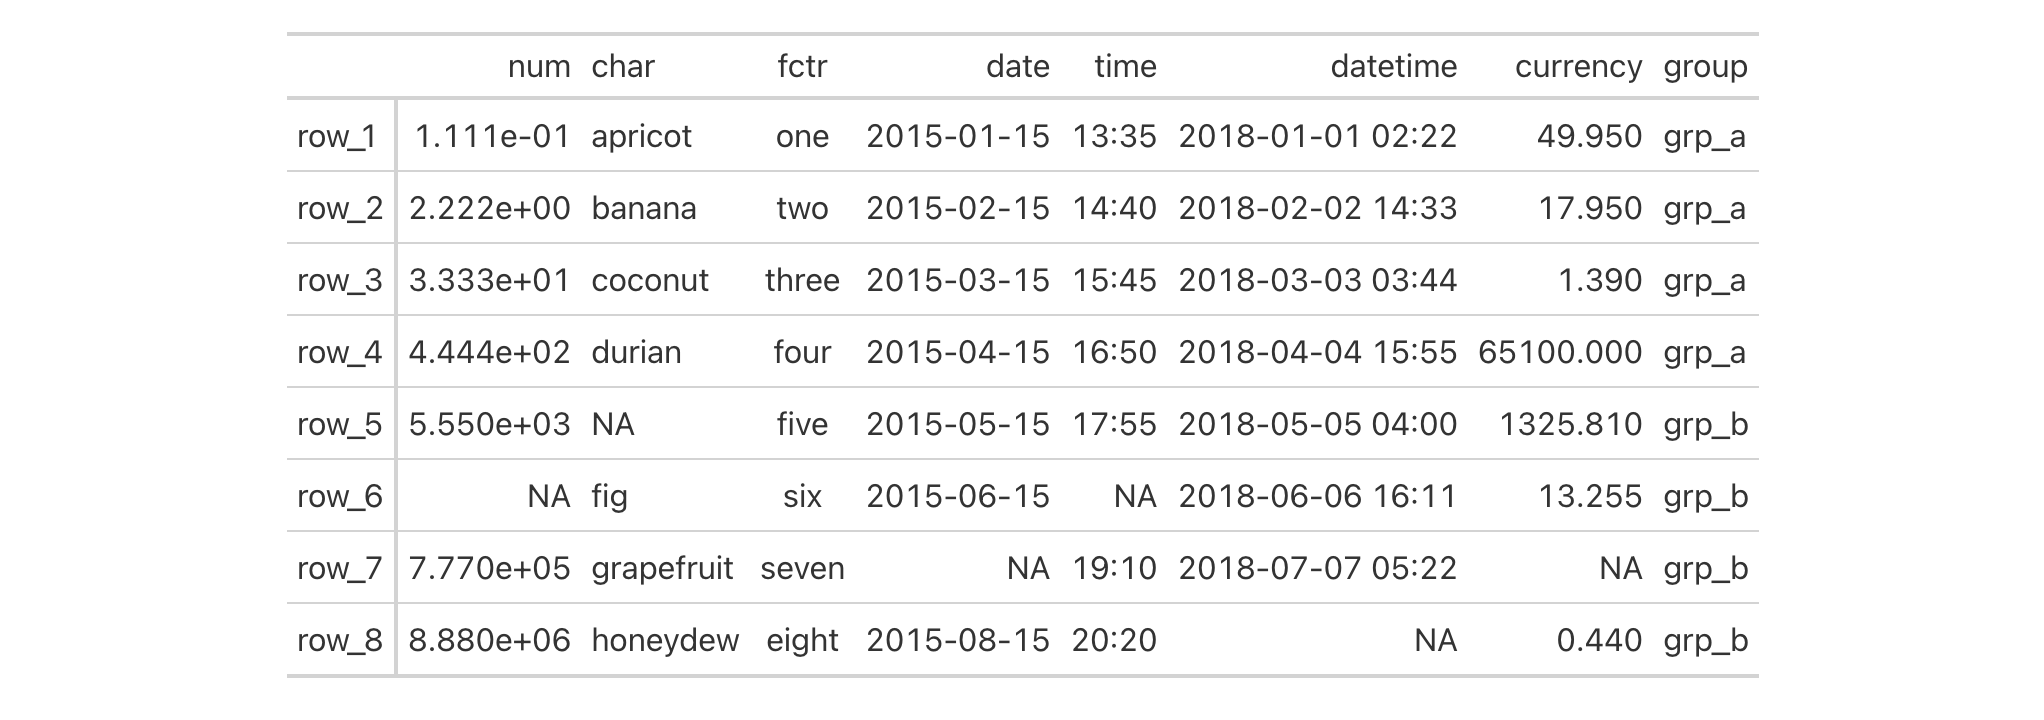 num char fctr date time datetime currency group
row_1 1.111e-01 apricot one 2015-01-15 13:35 2018-01-01 02:22 49.950 grp_a
row_2 2.222e+00 banana two 2015-02-15 14:40 2018-02-02 14:33 17.950 grp_a
row_3 3.333e+01 coconut three 2015-03-15 15:45 2018-03-03 03:44 1.390 grp_a
row_4 4.444e+02 durian four 2015-04-15 16:50 2018-04-04 15:55 65100.000 grp_a
row_5 5.550e+03 NA five 2015-05-15 17:55 2018-05-05 04:00 1325.810 grp_b
row_6 NA fig six 2015-06-15 NA 2018-06-06 16:11 13.255 grp_b
row_7 7.770e+05 grapefruit seven NA 19:10 2018-07-07 05:22 NA grp_b
row_8 8.880e+06 honeydew eight 2015-08-15 20:20 NA 0.440 grp_b